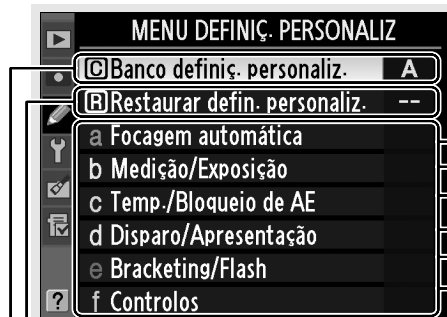 MENU DEFINIÇ. PERSONALIZ
C Banco definiç. personaliz. A
R Restaurar defin. personaliz. --
a Focagem automática
b Medição/Exposição
c Temp./Bloqueio de AE
d Disparo/Apresentação
e Bracketing/Flash
? f Controlos